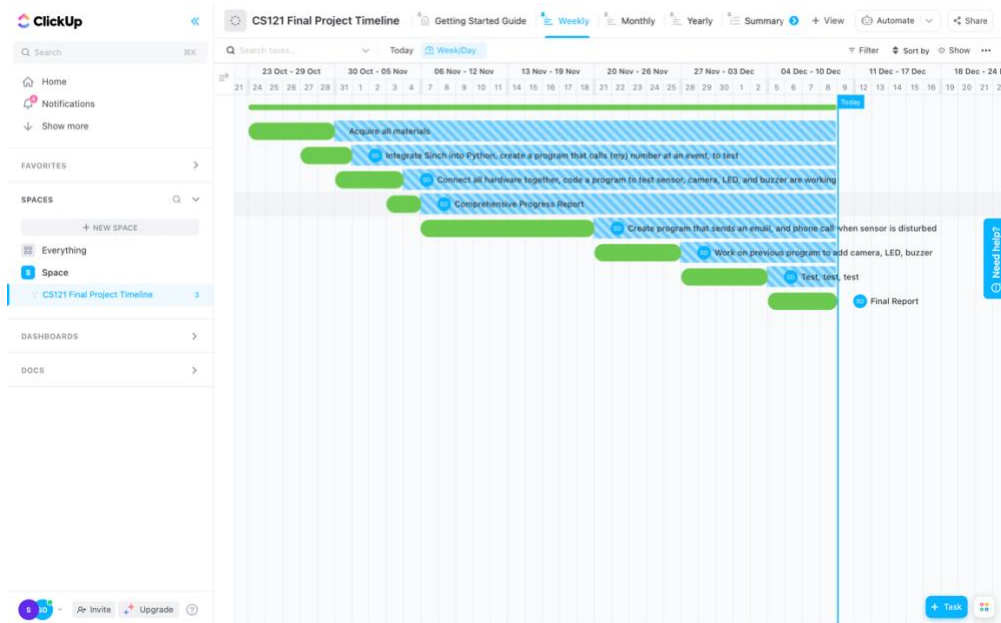 ClickUp
CS121 Final Project Timeline
Getting Started Guide
Weekly
Monthly
Yearly
Summary
+ View
Automate
Share
Search
⌘K
Search tasks...
Today
Week/Day
Filter
Sort by
Show
Home
Notifications
Show more
FAVORITES
SPACES
+ NEW SPACE
Everything
S Space
CS121 Final Project Timeline 3
DASHBOARDS
DOCS
23 Oct - 29 Oct 30 Oct - 05 Nov 06 Nov - 12 Nov 13 Nov - 19 Nov 20 Nov - 26 Nov 27 Nov - 03 Dec 04 Dec - 10 Dec 11 Dec - 17 Dec 18 Dec - 24
21 24 25 26 28 31 1 2 3 4 7 8 9 10 11 14 15 16 17 18 21 22 23 24 25 28 29 30 1 2 5 6 7 8 9 12 13 14 15 16 19 20 21
Today
Acquire all materials
SD Integrate Sinch into Python, create a program that calls (my) number at an event, to test
SD Connect all hardware together, code a program to test sensor, camera, LED, and buzzer are working
SD Comprehensive Progress Report
SD Create program that sends an email, and phone call when sensor is disturbed
SD Work on previous program to add camera, LED, buzzer
SD Test, test, test
SD Final Report
Need help?
S
Invite
Upgrade
+ Task